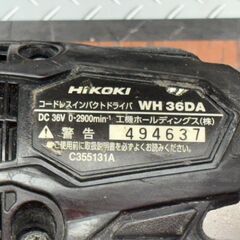 HiKOKI
コードレスインパクトドライバ WH 36DA
DC 36V 0-2900min⁻¹ 工機ホールディングス(株)
警告 494637
ご使用前に取扱説明書を必ずよくお読みください。
C355131A